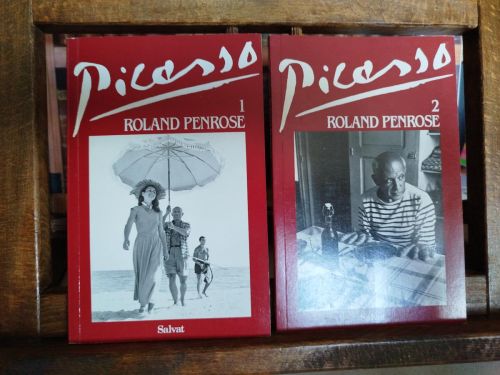 Picasso
1
ROLAND PENROSE
Salvat
Picasso
2
ROLAND PENROSE